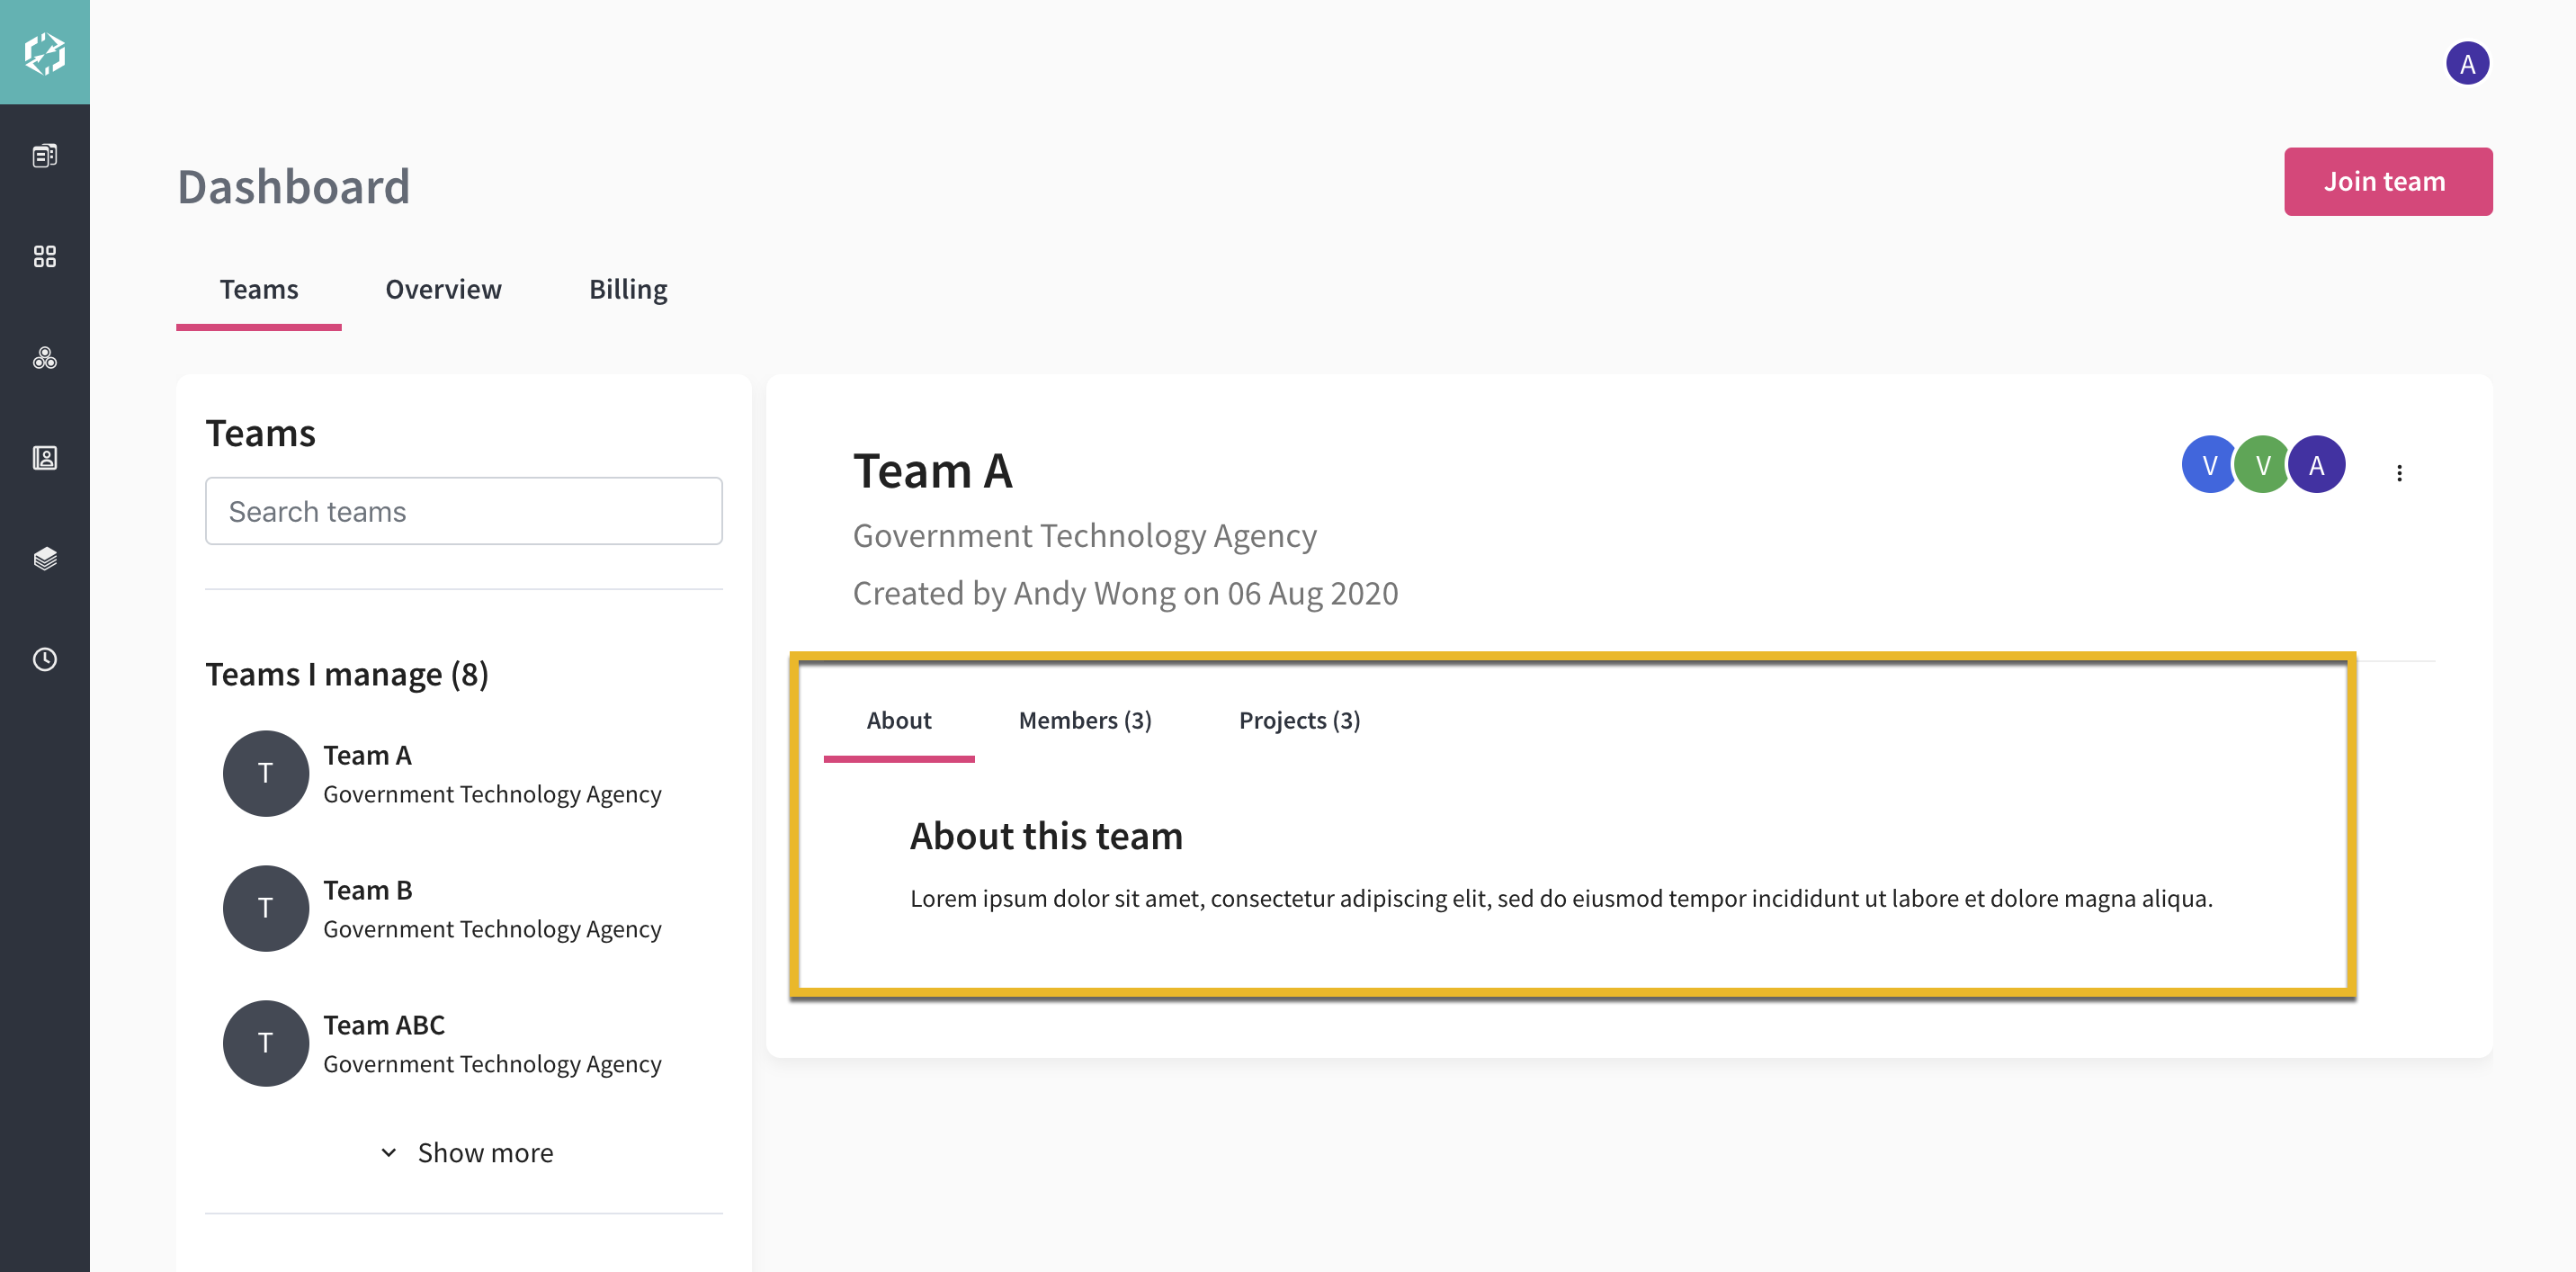 A
Dashboard
Join team
Teams Overview Billing
Teams
Search teams
Teams I manage (8)
T
Team A
Government Technology Agency
T
Team B
Government Technology Agency
T
Team ABC
Government Technology Agency
Show more
Team A
V V A
Government Technology Agency
Created by Andy Wong on 06 Aug 2020
About Members (3) Projects (3)
About this team
Lorem ipsum dolor sit amet, consectetur adipiscing elit, sed do eiusmod tempor incididunt ut labore et dolore magna aliqua.